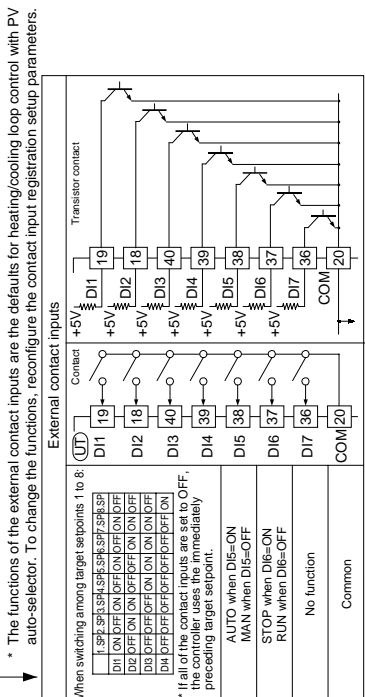 * The functions of the external contact inputs are the defaults for heating/cooling loop control with PV
auto-selector. To change the functions, reconfigure the contact input registration setup parameters.
External contact inputs
When switching among target setpoints 1 to 8:
1.SP 2.SP 3.SP 4.SP 5.SP 6.SP 7.SP 8.SP
DI1 ON OFF ON OFF ON OFF ON OFF
DI2 OFF ON ON OFF OFF ON ON OFF
DI3 OFF OFF OFF ON ON ON ON OFF
DI4 OFF OFF OFF OFF OFF OFF OFF ON
* If all of the contact inputs are set to OFF,
the controller uses the immediately
preceding target setpoint.
AUTO when DI5=ON
MAN when DI5=OFF
STOP when DI6=ON
RUN when DI6=OFF
No function
Common
UT
Contact
DI1 19
DI2 18
DI3 40
DI4 39
DI5 38
DI6 37
DI7 36
COM 20
Transistor contact
+5V
DI1 19
+5V
DI2 18
+5V
DI3 40
+5V
DI4 39
+5V
DI5 38
+5V
DI6 37
+5V
DI7 36
COM
20